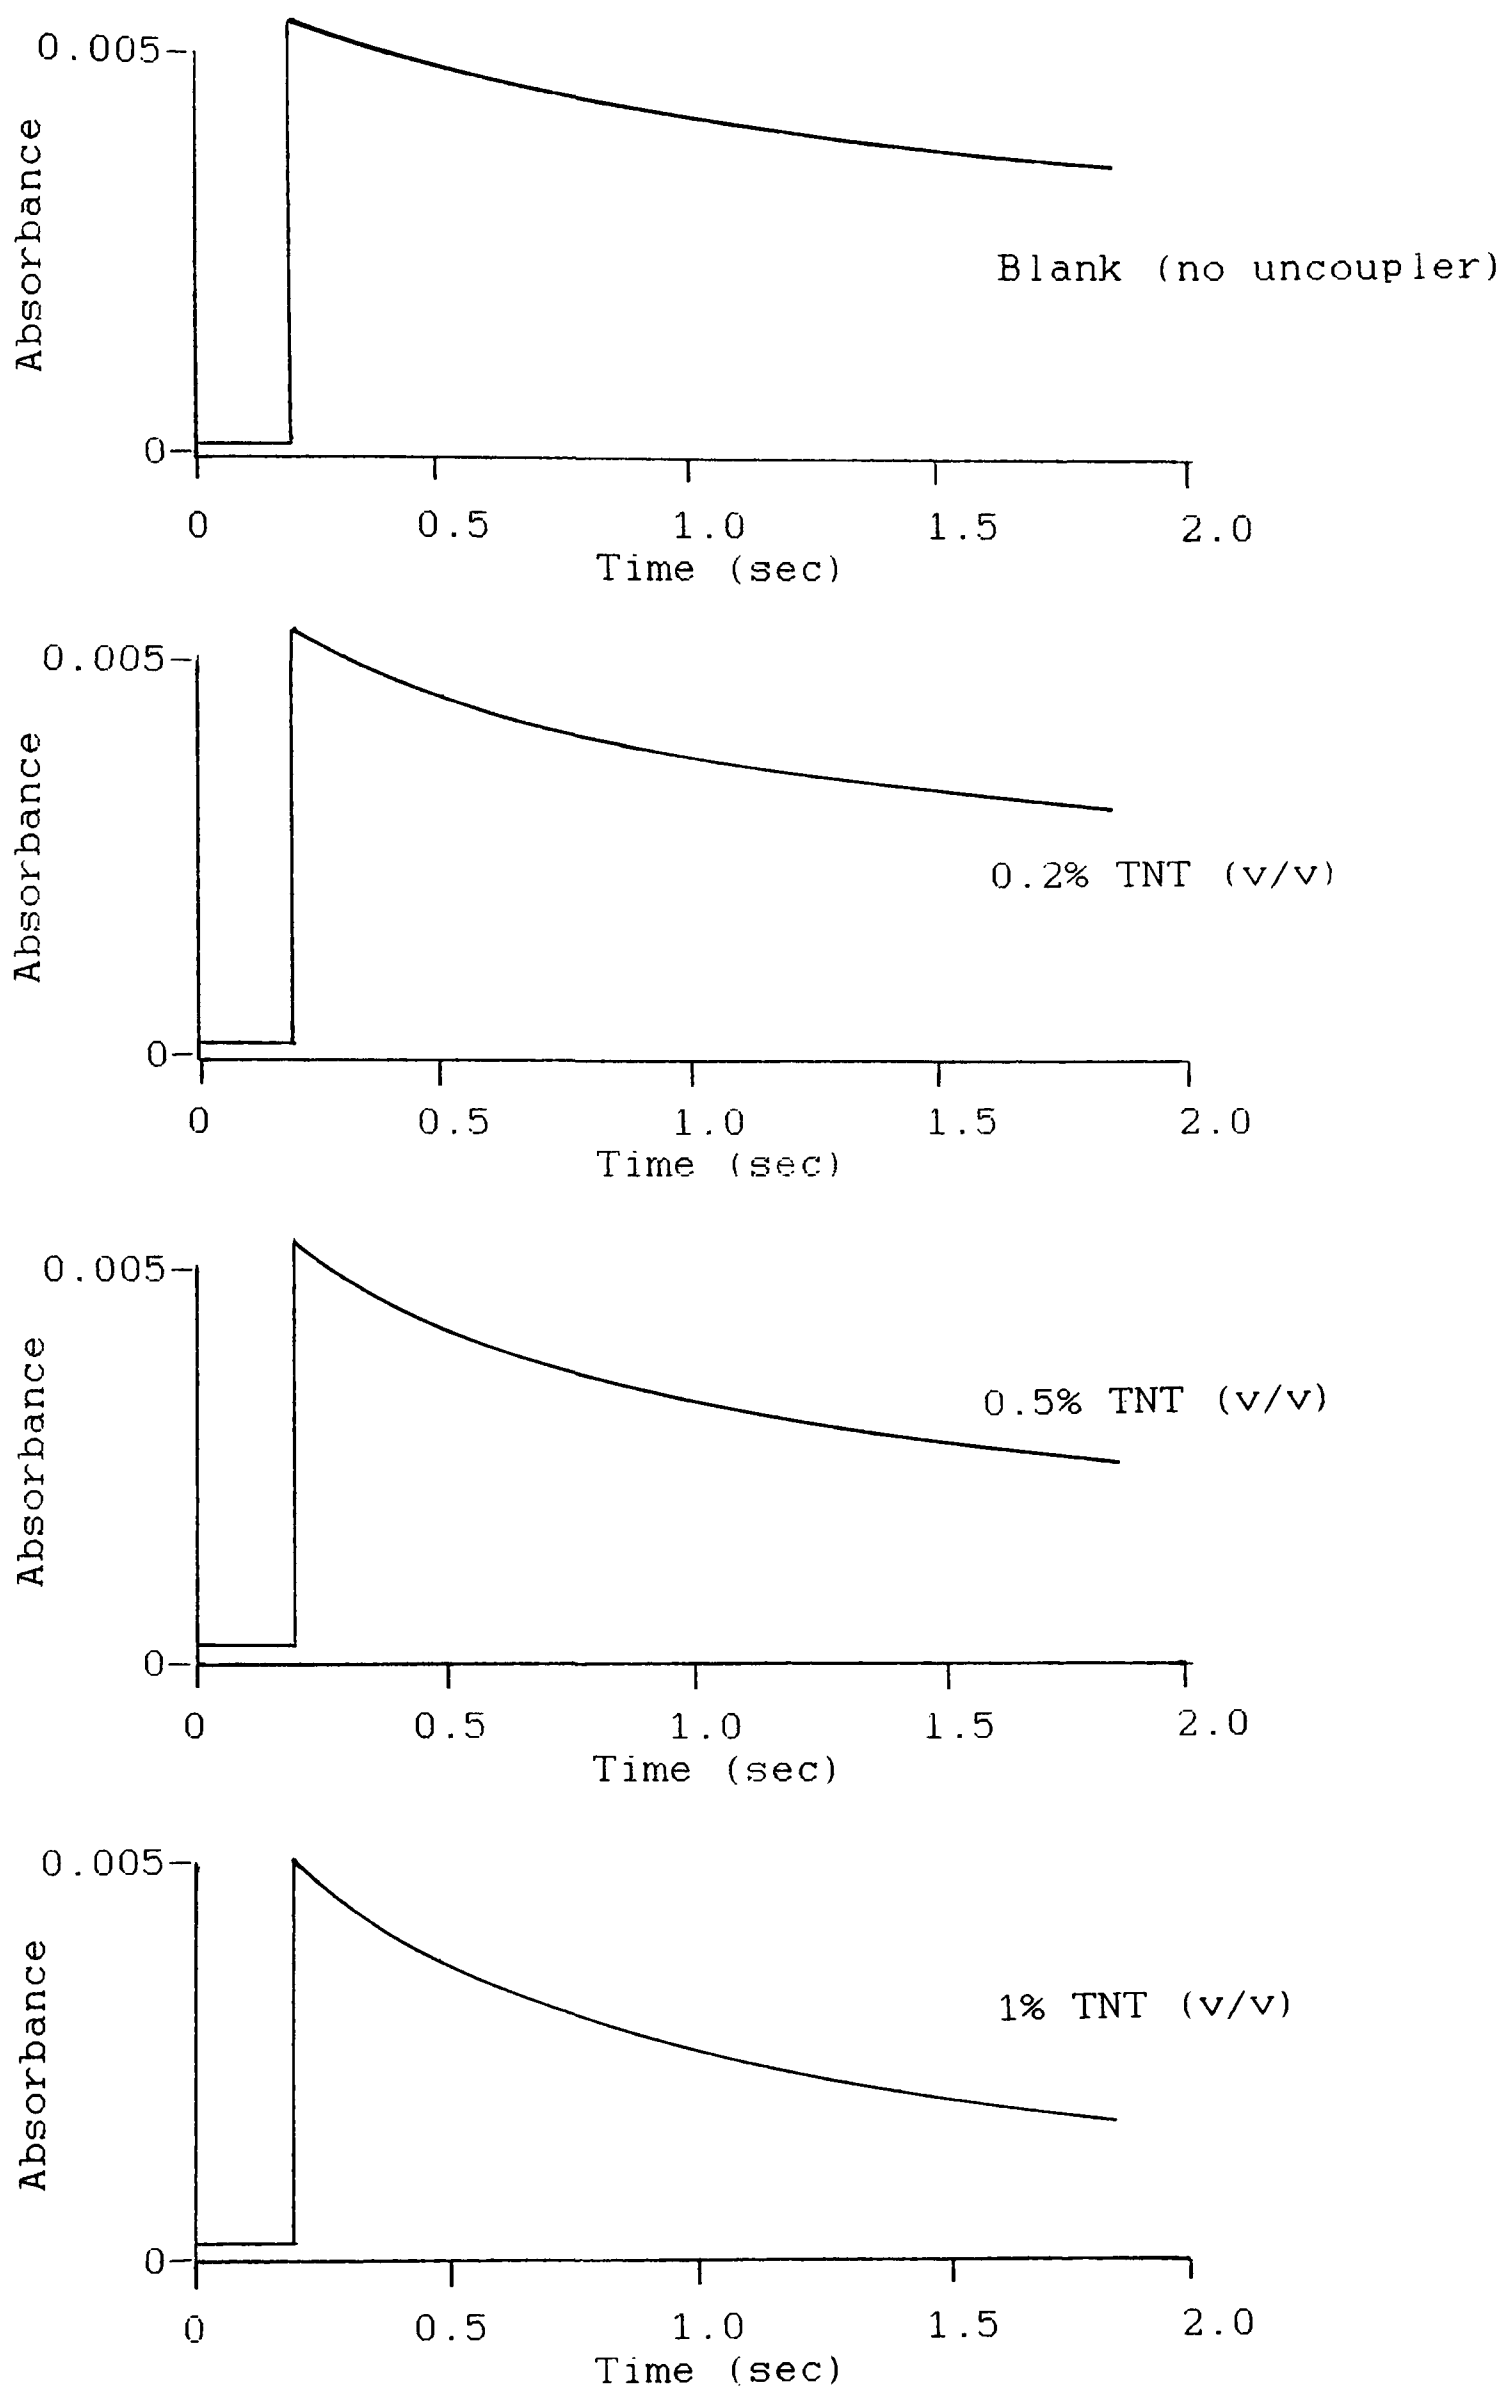 0.005
Absorbance
Blank (no uncoupler)
0
0 0.5 1.0 1.5 2.0
Time (sec)
0.005
Absorbance
0.2% TNT (v/v)
0
0 0.5 1.0 1.5 2.0
Time (sec)
0.005
Absorbance
0.5% TNT (v/v)
0
0 0.5 1.0 1.5 2.0
Time (sec)
0.005
Absorbance
1% TNT (v/v)
0
0 0.5 1.0 1.5 2.0
Time (sec)